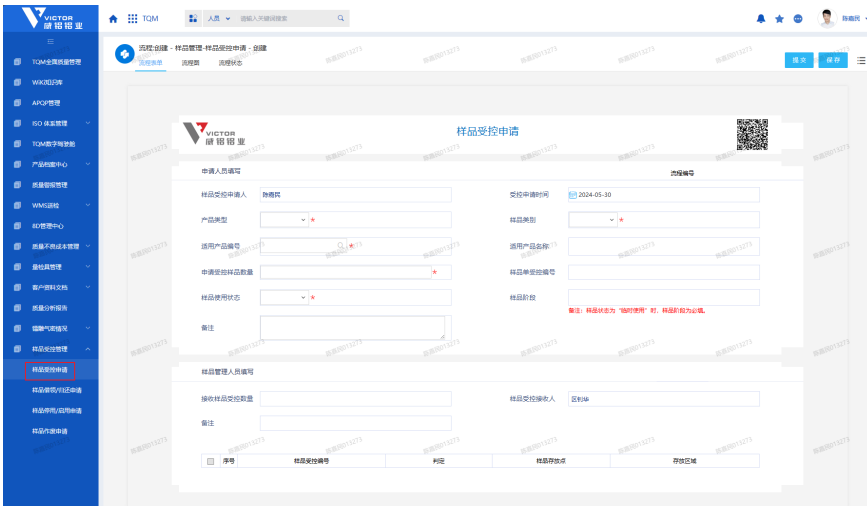 VICTOR
威铝铝业
TQM
人员
请输入关键词搜索
陈嘉民
TQM全面质量管理
WIKI知识库
APQP管理
ISO 体系管理
TQM数字驾驶舱
产品档案中心
质量数据管理
WMS巡检
8D管理中心
质量不良成本管理
量检具管理
客户资料文档
质量分析报告
样品受控管理
样品受控申请
样品借领/归还申请
样品停用/启用申请
样品作废申请
流程:创建 - 样品管理-样品受控申请 - 创建
流程表单
流程图
流程状态
提交
保存
VICTOR
威铝铝业
样品受控申请
申请人员填写
流程编号
样品受控申请人
陈嘉民
受控申请时间
2024-05-30
产品类型
*
样品类别
*
适用产品编号
*
适用产品名称
申请受控样品数量
*
样品单受控编号
样品使用状态
*
样品阶段
备注：样品状态为“临时使用”时，样品阶段为必填。
备注
样品管理人员填写
接收样品受控数量
样品受控接收人
区利华
备注
序号
样品受控编号
判定
样品存放点
存放区域